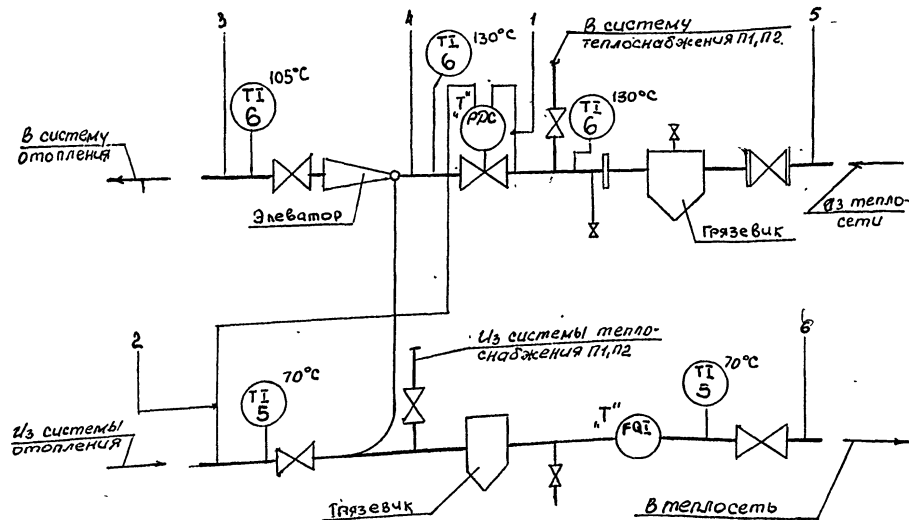 3
4
1
В систему
теплоснабжения П1,П2.
5
TI
6
105°C
TI
6
130°C
"Т"
PDC
TI
6
130°C
В систему
отопления
Элеватор
Грязевик
Из тепло-
сети
2
Из системы тепло-
снабжения П1,П2
6
TI
5
70°C
TI
5
70°C
"Т"
FQI
Из системы
отопления
Грязевик
В теплосеть